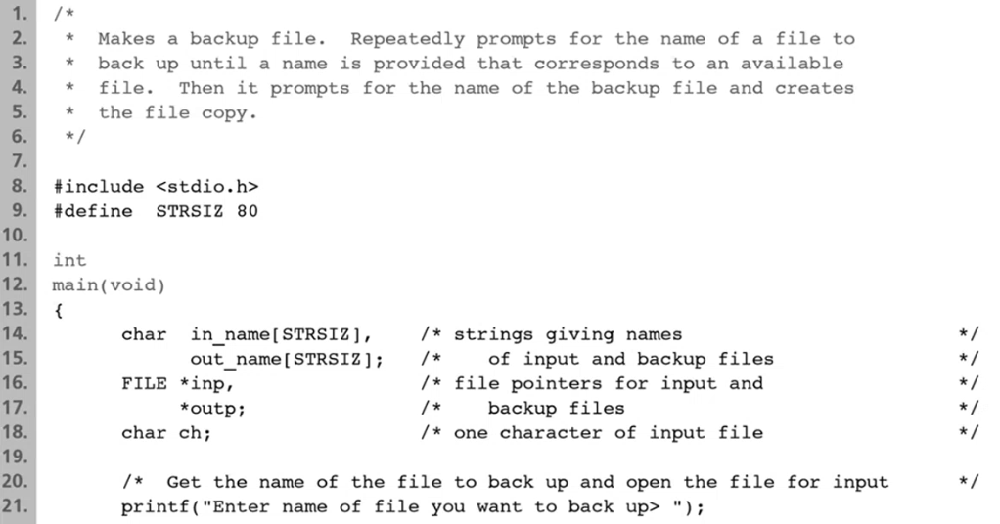 1. /*
2.  *  Makes a backup file.  Repeatedly prompts for the name of a file to
3.  *  back up until a name is provided that corresponds to an available
4.  *  file.  Then it prompts for the name of the backup file and creates
5.  *  the file copy.
6.  */
7.
8. #include <stdio.h>
9. #define  STRSIZ 80
10.
11. int
12. main(void)
13. {
14.       char  in_name[STRSIZ],    /* strings giving names                        */
15.             out_name[STRSIZ];   /*    of input and backup files                */
16.       FILE *inp,                /* file pointers for input and                 */
17.            *outp;               /*    backup files                             */
18.       char ch;                  /* one character of input file                 */
19.
20.       /*  Get the name of the file to back up and open the file for input      */
21.       printf("Enter name of file you want to back up> ");